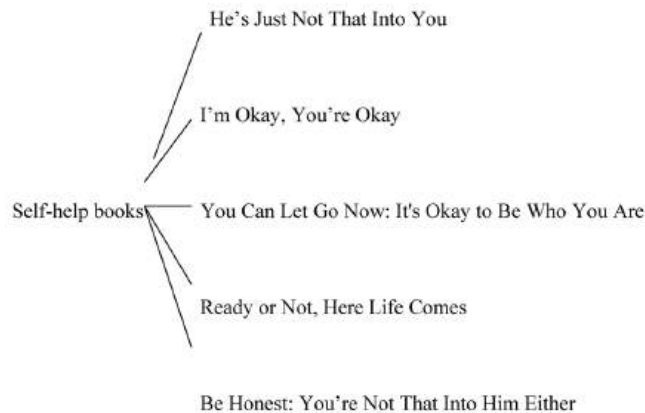 He’s Just Not That Into You
I’m Okay, You’re Okay
Self-help books
You Can Let Go Now: It's Okay to Be Who You Are
Ready or Not, Here Life Comes
Be Honest: You’re Not That Into Him Either